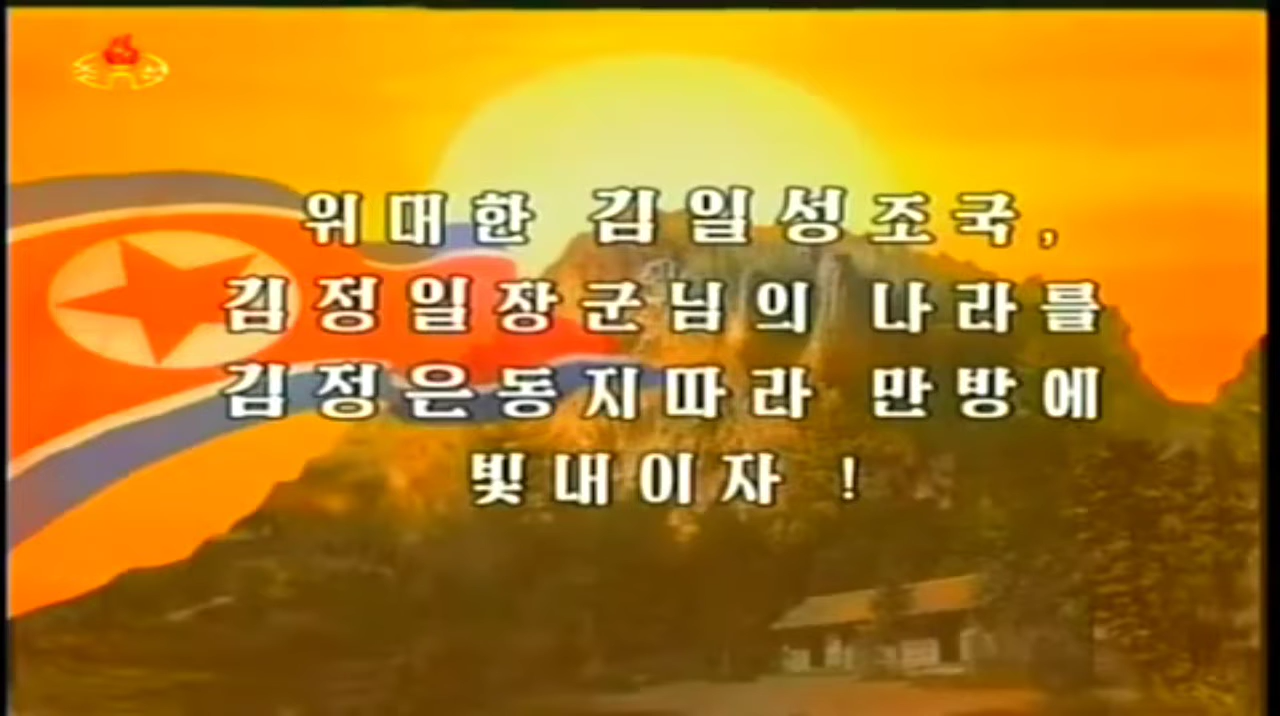 위대한 김일성조국,
김정일장군님의 나라를
김정은동지따라 만방에
빛내이자 !